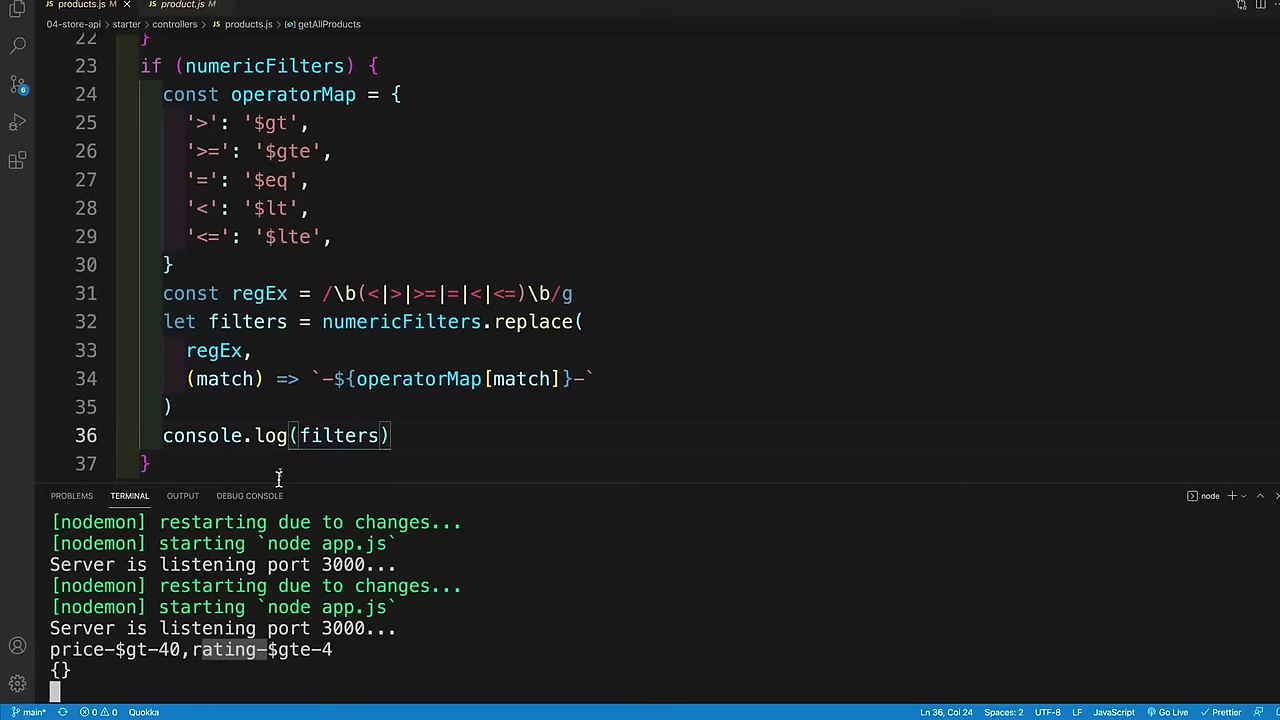 products.js M
product.js M
04-store-api > starter > controllers > products.js > getAllProducts
22 }
23 if (numericFilters) {
24 const operatorMap = {
25 '>': '$gt',
26 '>=': '$gte',
27 '=': '$eq',
28 '<': '$lt',
29 '<=': '$lte',
30 }
31 const regEx = /\b(<|>|>=|=|<|<=)\b/g
32 let filters = numericFilters.replace(
33 regEx,
34 (match) => `-${operatorMap[match]}-`
35 )
36 console.log(filters)
37 }
6
PROBLEMS TERMINAL OUTPUT DEBUG CONSOLE node
[nodemon] restarting due to changes...
[nodemon] starting `node app.js`
Server is listening port 3000...
[nodemon] restarting due to changes...
[nodemon] starting `node app.js`
Server is listening port 3000...
price-$gt-40,rating-$gte-4
{}
main* 0 0 Quokka Ln 36, Col 24 Spaces: 2 UTF-8 LF JavaScript Go Live Prettier